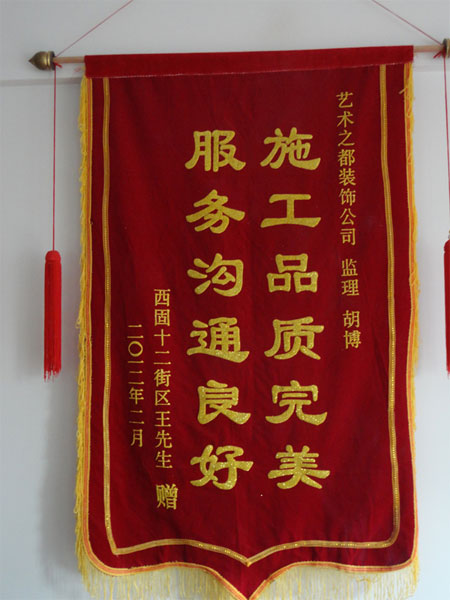 艺术之都装饰公司 监理 胡博
施工品质完美
服务沟通良好
西固十二街区王先生 赠
二〇一二年二月